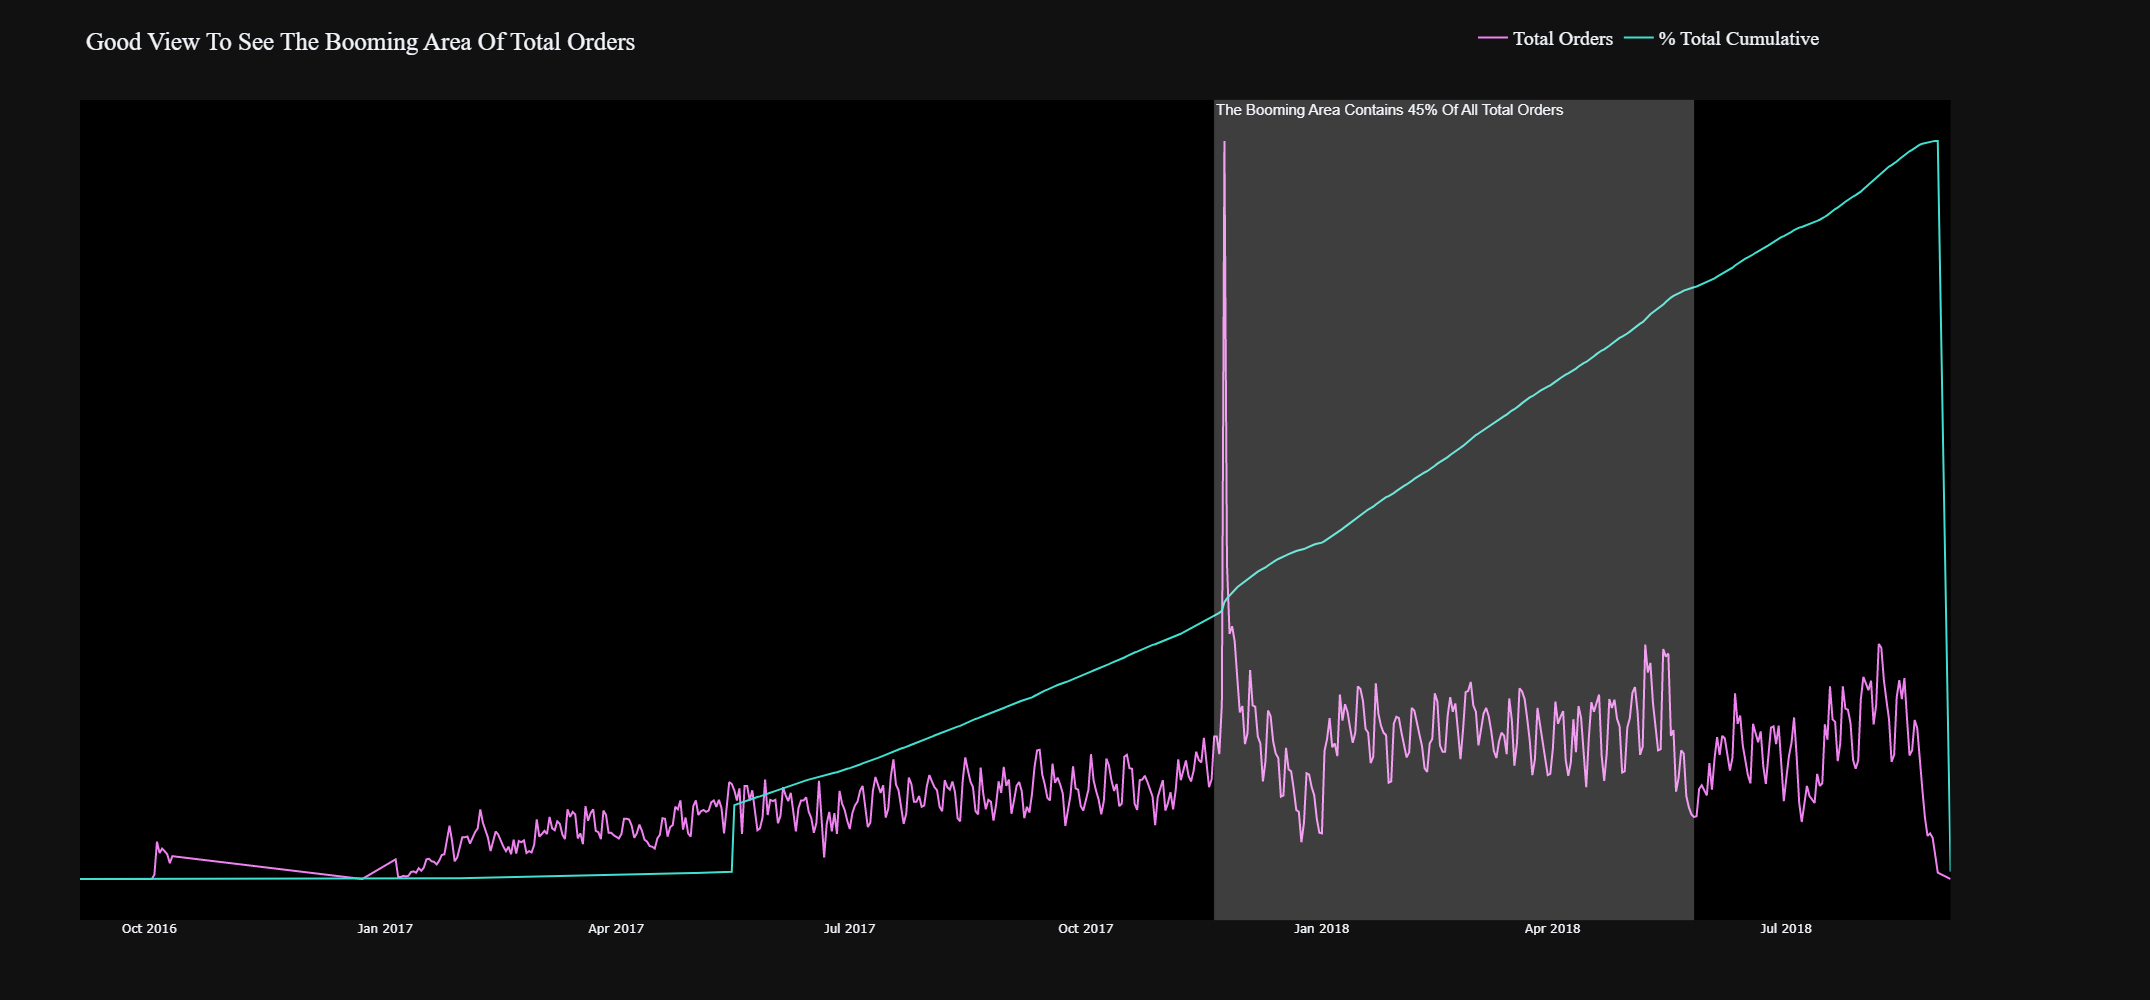 Good View To See The Booming Area Of Total Orders
Total Orders
% Total Cumulative
The Booming Area Contains 45% Of All Total Orders
Oct 2016
Jan 2017
Apr 2017
Jul 2017
Oct 2017
Jan 2018
Apr 2018
Jul 2018